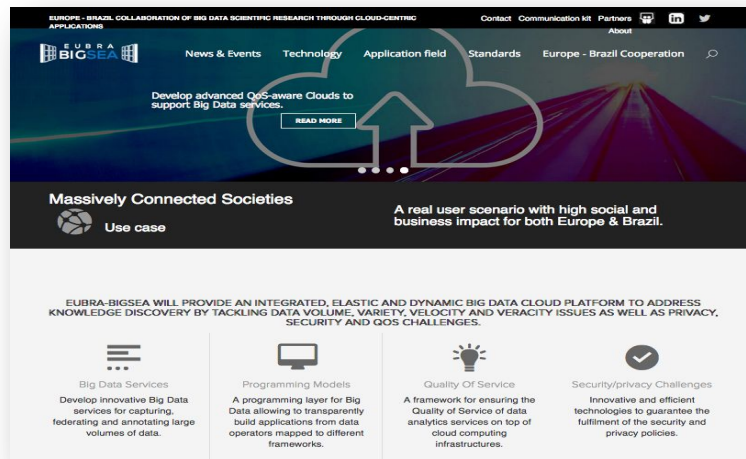 EUROPE - BRAZIL COLLABORATION OF BIG DATA SCIENTIFIC RESEARCH THROUGH CLOUD-CENTRIC
APPLICATIONS
Contact Communication kit Partners
About
EUBRA
BIGSEA
News & Events Technology Application field Standards Europe - Brazil Cooperation
Develop advanced QoS-aware Clouds to
support Big Data services.
READ MORE
Massively Connected Societies
Use case
A real user scenario with high social and
business impact for both Europe & Brazil.
EUBRA-BIGSEA WILL PROVIDE AN INTEGRATED, ELASTIC AND DYNAMIC BIG DATA CLOUD PLATFORM TO ADDRESS
KNOWLEDGE DISCOVERY BY TACKLING DATA VOLUME, VARIETY, VELOCITY AND VERACITY ISSUES AS WELL AS PRIVACY,
SECURITY AND QOS CHALLENGES.
Big Data Services
Develop innovative Big Data
services for capturing,
federating and annotating large
volumes of data.
Programming Models
A programming layer for Big
Data allowing to transparently
build applications from data
operators mapped to different
frameworks.
Quality Of Service
A framework for ensuring the
Quality of Service of data
analytics services on top of
cloud computing
infrastructures.
Security/privacy Challenges
Innovative and efficient
technologies to guarantee the
fulfilment of the security and
privacy policies.